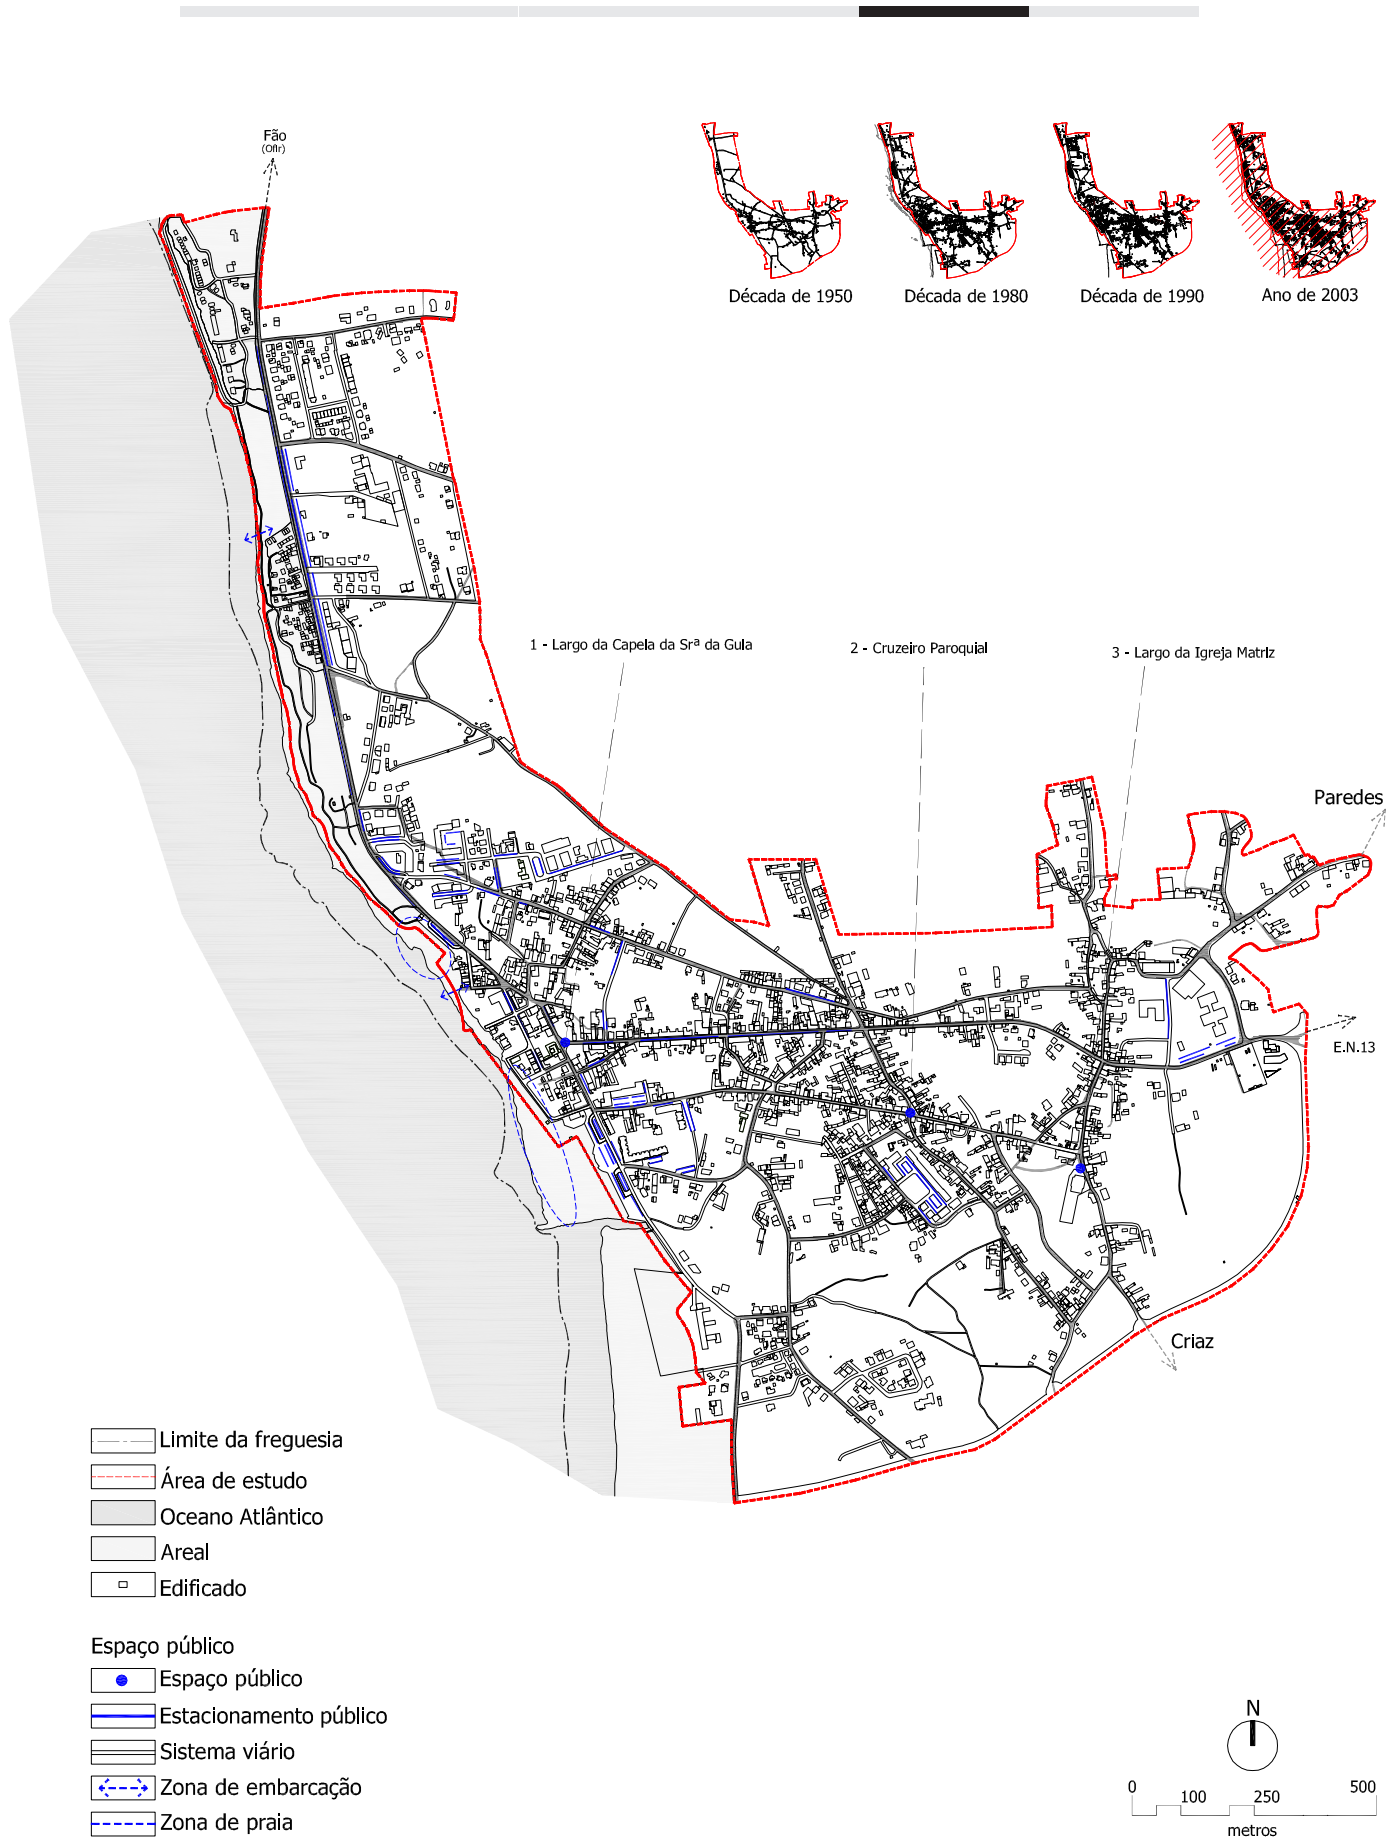 Fão
(Ofir)
Década de 1950
Década de 1980
Década de 1990
Ano de 2003
1 - Largo da Capela da Srª da Guia
2 - Cruzeiro Paroquial
3 - Largo da Igreja Matriz
Paredes
E.N.13
Criaz
Limite da freguesia
Área de estudo
Oceano Atlântico
Areal
Edificado
Espaço público
Espaço público
Estacionamento público
Sistema viário
Zona de embarcação
Zona de praia
N
0 100 250 500
metros